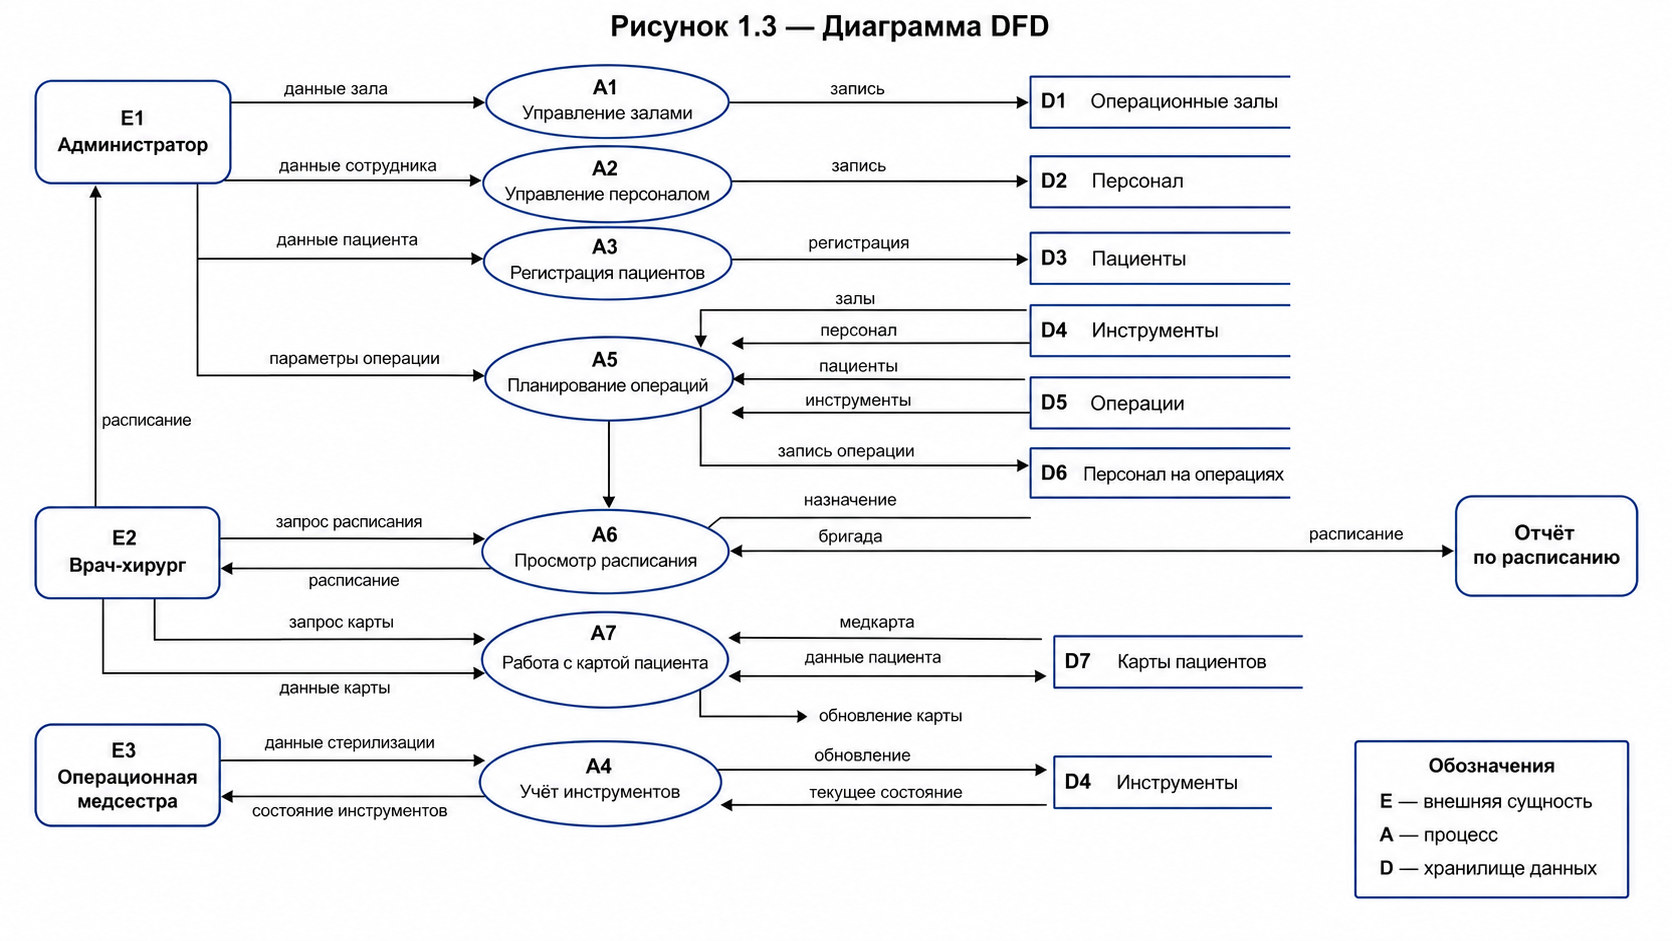 Рисунок 1.3 — Диаграмма DFD
E1
Администратор
данные зала
A1
Управление залами
запись
D1 Операционные залы
данные сотрудника
A2
Управление персоналом
запись
D2 Персонал
данные пациента
A3
Регистрация пациентов
регистрация
D3 Пациенты
залы
персонал
D4 Инструменты
параметры операции
A5
Планирование операций
пациенты
инструменты
D5 Операции
расписание
запись операции
D6 Персонал на операциях
назначение
E2
Врач-хирург
запрос расписания
расписание
A6
Просмотр расписания
бригада
расписание
Отчёт
по расписанию
запрос карты
данные карты
A7
Работа с картой пациента
медкарта
данные пациента
D7 Карты пациентов
обновление карты
E3
Операционная
медсестра
данные стерилизации
состояние инструментов
A4
Учёт инструментов
обновление
текущее состояние
D4 Инструменты
Обозначения
E — внешняя сущность
A — процесс
D — хранилище данных